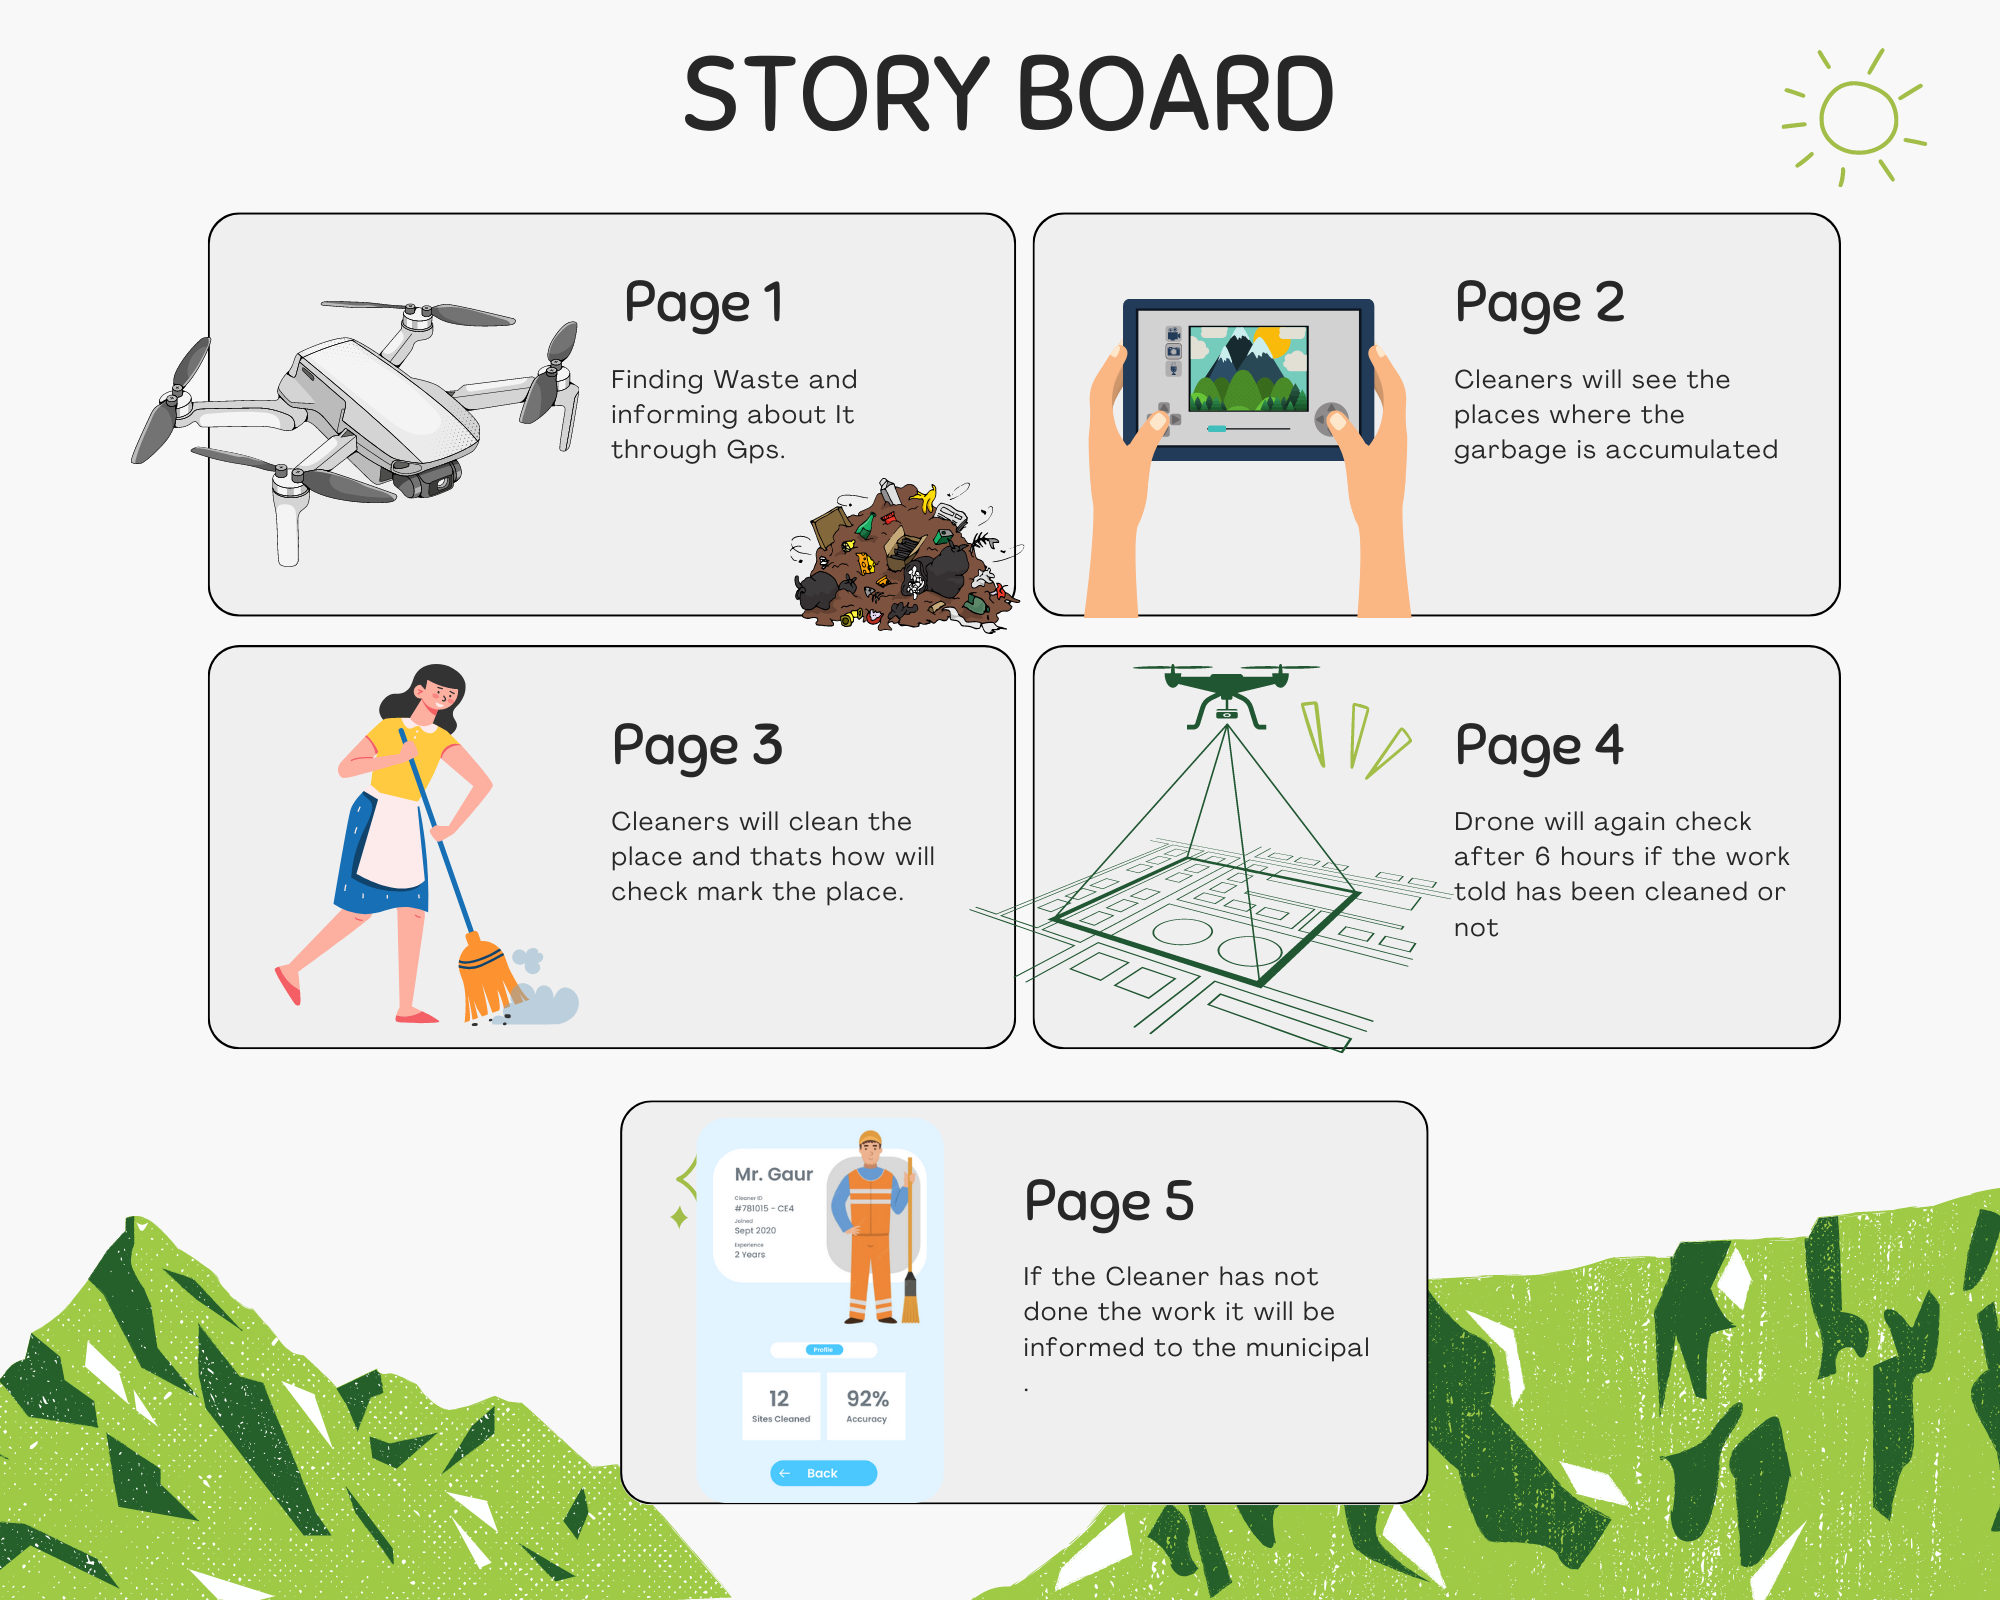 STORY BOARD
Page 1
Finding Waste and
informing about It
through Gps.
Page 2
Cleaners will see the
places where the
garbage is accumulated
Page 3
Cleaners will clean the
place and thats how will
check mark the place.
Page 4
Drone will again check
after 6 hours if the work
told has been cleaned or
not
Mr. Gaur
Cleaner ID
#781015 - CE4
Joined
Sept 2020
Experience
2 Years
Profile
12
Sites Cleaned
92%
Accuracy
Back
Page 5
If the Cleaner has not
done the work it will be
informed to the municipal
.